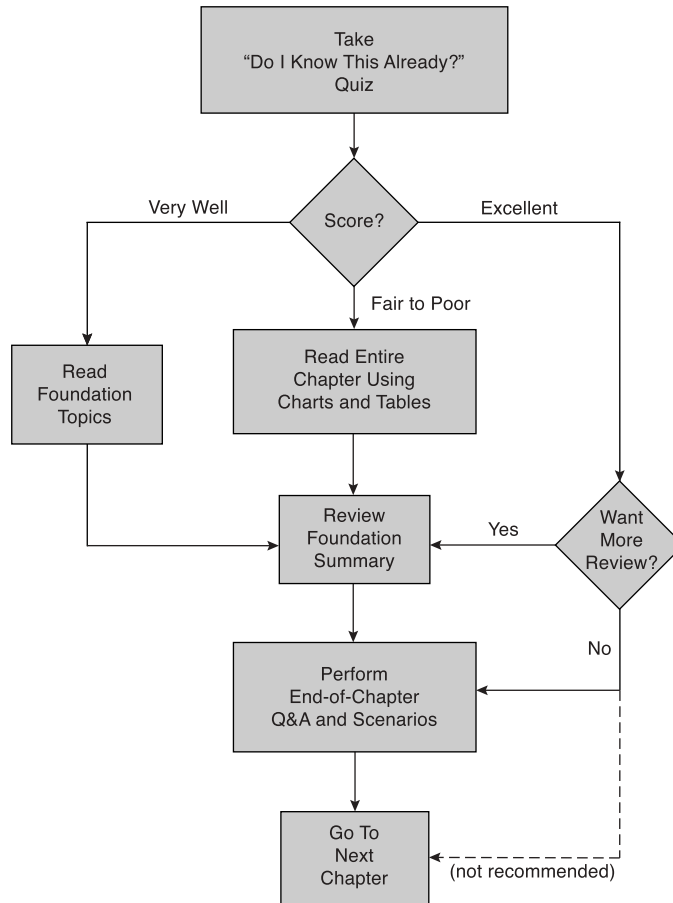 Take
“Do I Know This Already?”
Quiz
Score?
Very Well
Excellent
Fair to Poor
Read
Foundation
Topics
Read Entire
Chapter Using
Charts and Tables
Review
Foundation
Summary
Yes
Want
More
Review?
No
Perform
End-of-Chapter
Q&A and Scenarios
Go To
Next
Chapter
(not recommended)